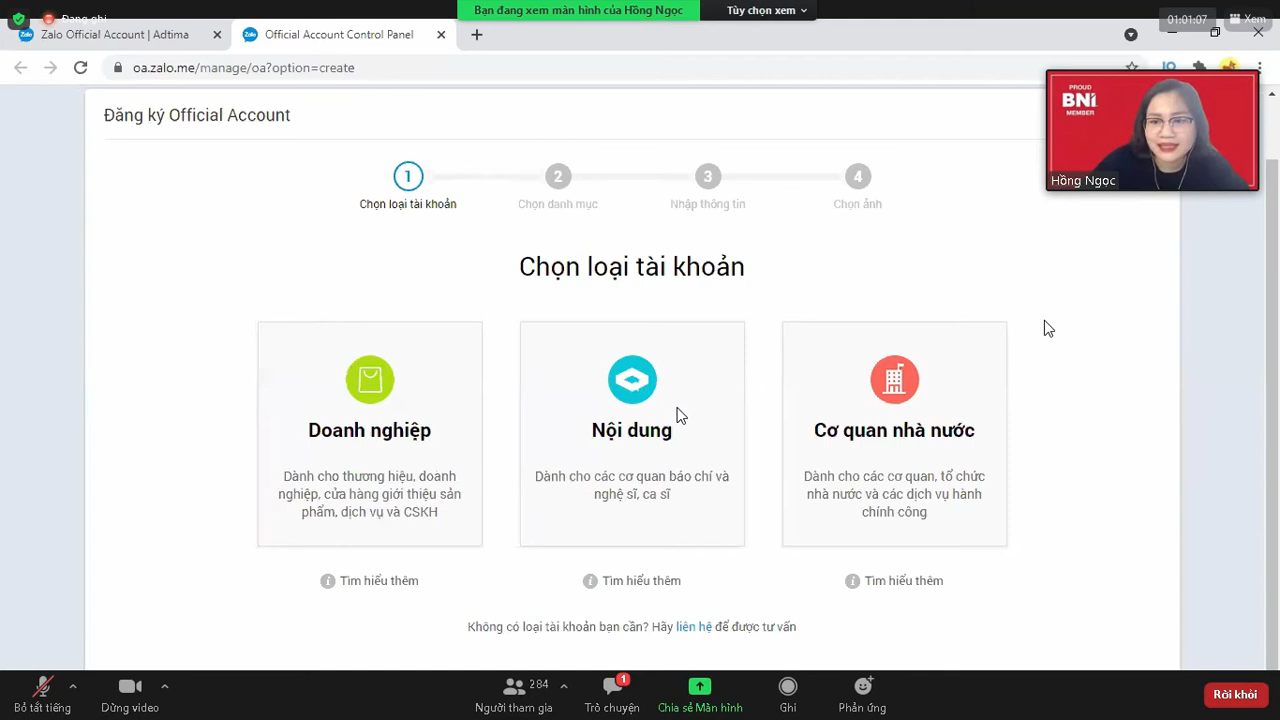 Đang ghi
Bạn đang xem màn hình của Hồng Ngọc
Tùy chọn xem
01:01:07
Xem
Zalo Official Account | Adtima
Official Account Control Panel
oa.zalo.me/manage/oa?option=create
Đăng ký Official Account
PROUD
BNI
MEMBER
Hồng Ngọc
1
2
3
4
Chọn loại tài khoản
Chọn danh mục
Nhập thông tin
Chọn ảnh
Chọn loại tài khoản
Doanh nghiệp
Dành cho thương hiệu, doanh
nghiệp, cửa hàng giới thiệu sản
phẩm, dịch vụ và CSKH
Nội dung
Dành cho các cơ quan báo chí và
nghệ sĩ, ca sĩ
Cơ quan nhà nước
Dành cho các cơ quan, tổ chức
nhà nước và các dịch vụ hành
chính công
Tìm hiểu thêm
Tìm hiểu thêm
Tìm hiểu thêm
Không có loại tài khoản bạn cần? Hãy liên hệ để được tư vấn
Bỏ tắt tiếng
Dừng video
284
Người tham gia
1
Trò chuyện
Chia sẻ Màn hình
Ghi
Phản ứng
Rời khỏi